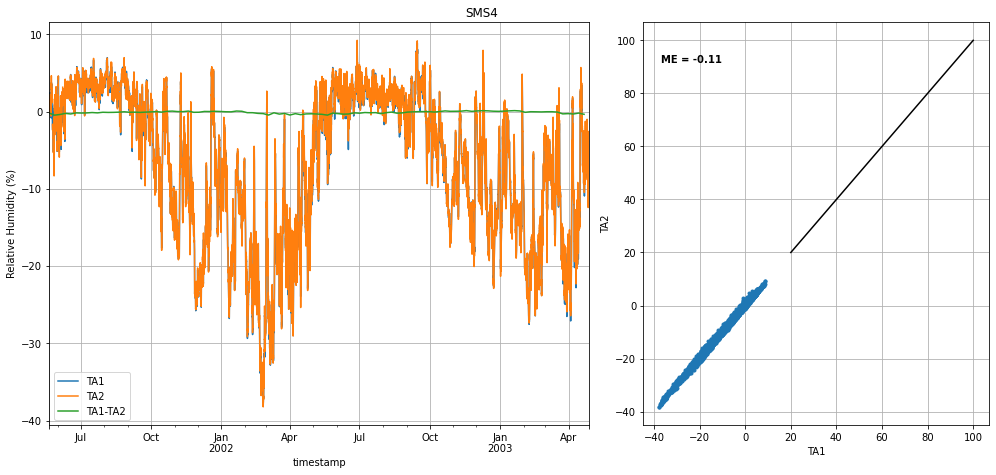 SMS4
Relative Humidity (%)
10
0
−10
−20
−30
−40
TA1
TA2
TA1-TA2
Jul
Oct
Jan
2002
Apr
Jul
Oct
Jan
2003
Apr
timestamp
ME = -0.11
TA2
100
80
60
40
20
0
−20
−40
−40
−20
0
20
40
60
80
100
TA1